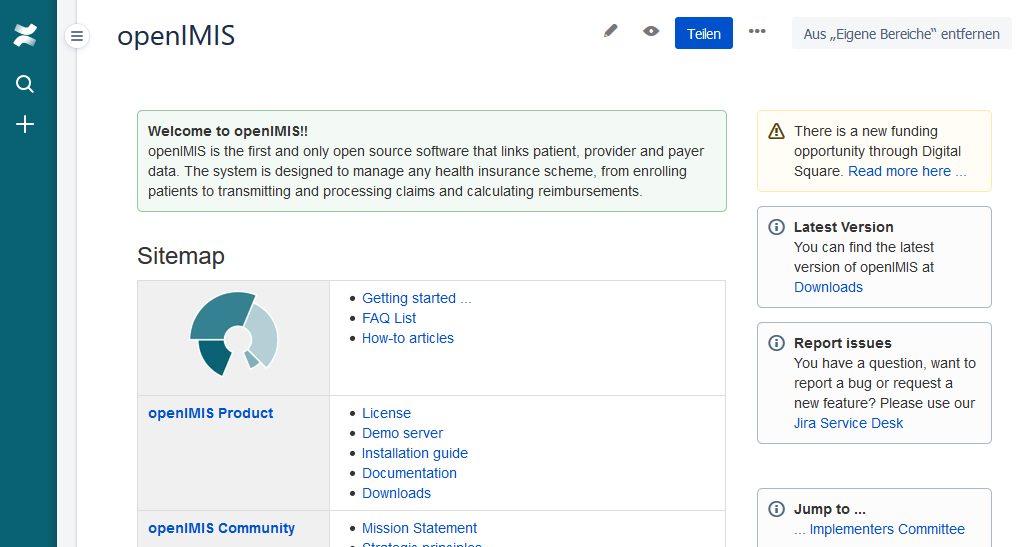 openIMIS
Teilen
Aus „Eigene Bereiche“ entfernen
Welcome to openIMIS!!
openIMIS is the first and only open source software that links patient, provider and payer
data. The system is designed to manage any health insurance scheme, from enrolling
patients to transmitting and processing claims and calculating reimbursements.
Sitemap
Getting started ...
FAQ List
How-to articles
openIMIS Product
License
Demo server
Installation guide
Documentation
Downloads
openIMIS Community
Mission Statement
Strategic principles
There is a new funding
opportunity through Digital
Square. Read more here ...
Latest Version
You can find the latest
version of openIMIS at
Downloads
Report issues
You have a question, want to
report a bug or request a
new feature? Please use our
Jira Service Desk
Jump to ...
... Implementers Committee